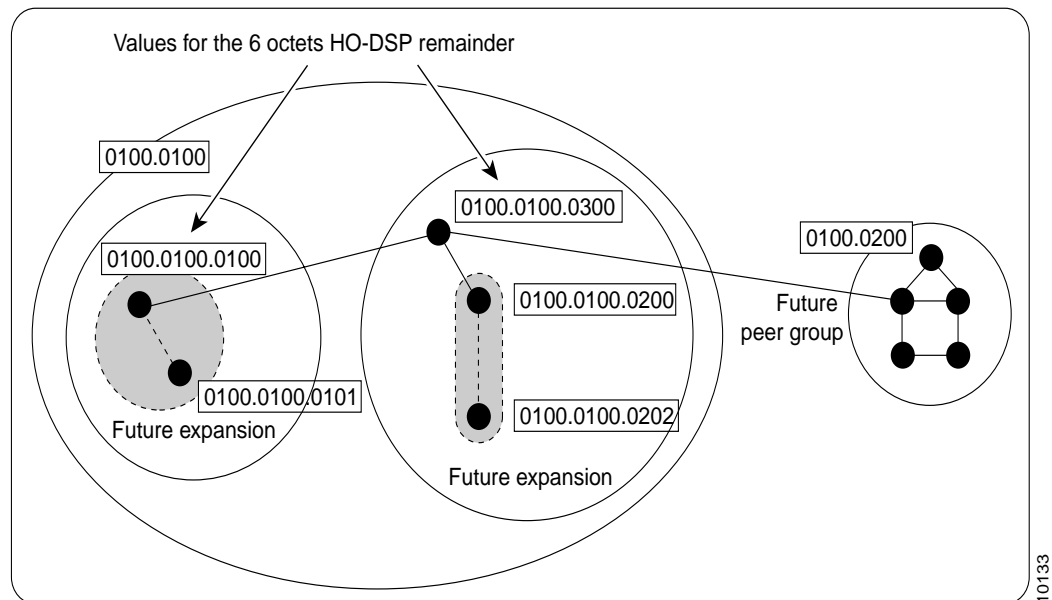 Values for the 6 octets HO-DSP remainder
0100.0100
0100.0100.0300
0100.0200
0100.0100.0100
0100.0100.0200
Future
peer group
0100.0100.0101
0100.0100.0202
Future expansion
Future expansion
10133